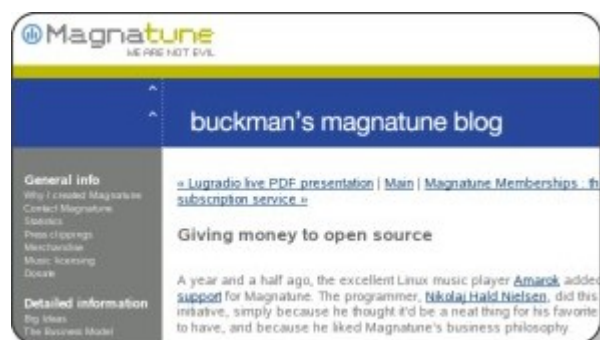 Magnatune
WE ARE NOT EVIL
buckman's magnatune blog
General info
Why I created Magnatune
Contact Magnatune
Statistics
Press clippings
Merchandise
Music licensing
Donate
Detailed information
Big Ideas
The Business Model
« Lugradio live PDF presentation | Main | Magnatune Memberships : th
subscription service »
Giving money to open source
A year and a half ago, the excellent Linux music player Amarok added
support for Magnatune. The programmer, Nikolaj Hald Nielsen, did this
initiative, simply because he thought it'd be a neat thing for his favorite
to have, and because he liked Magnatune's business philosophy